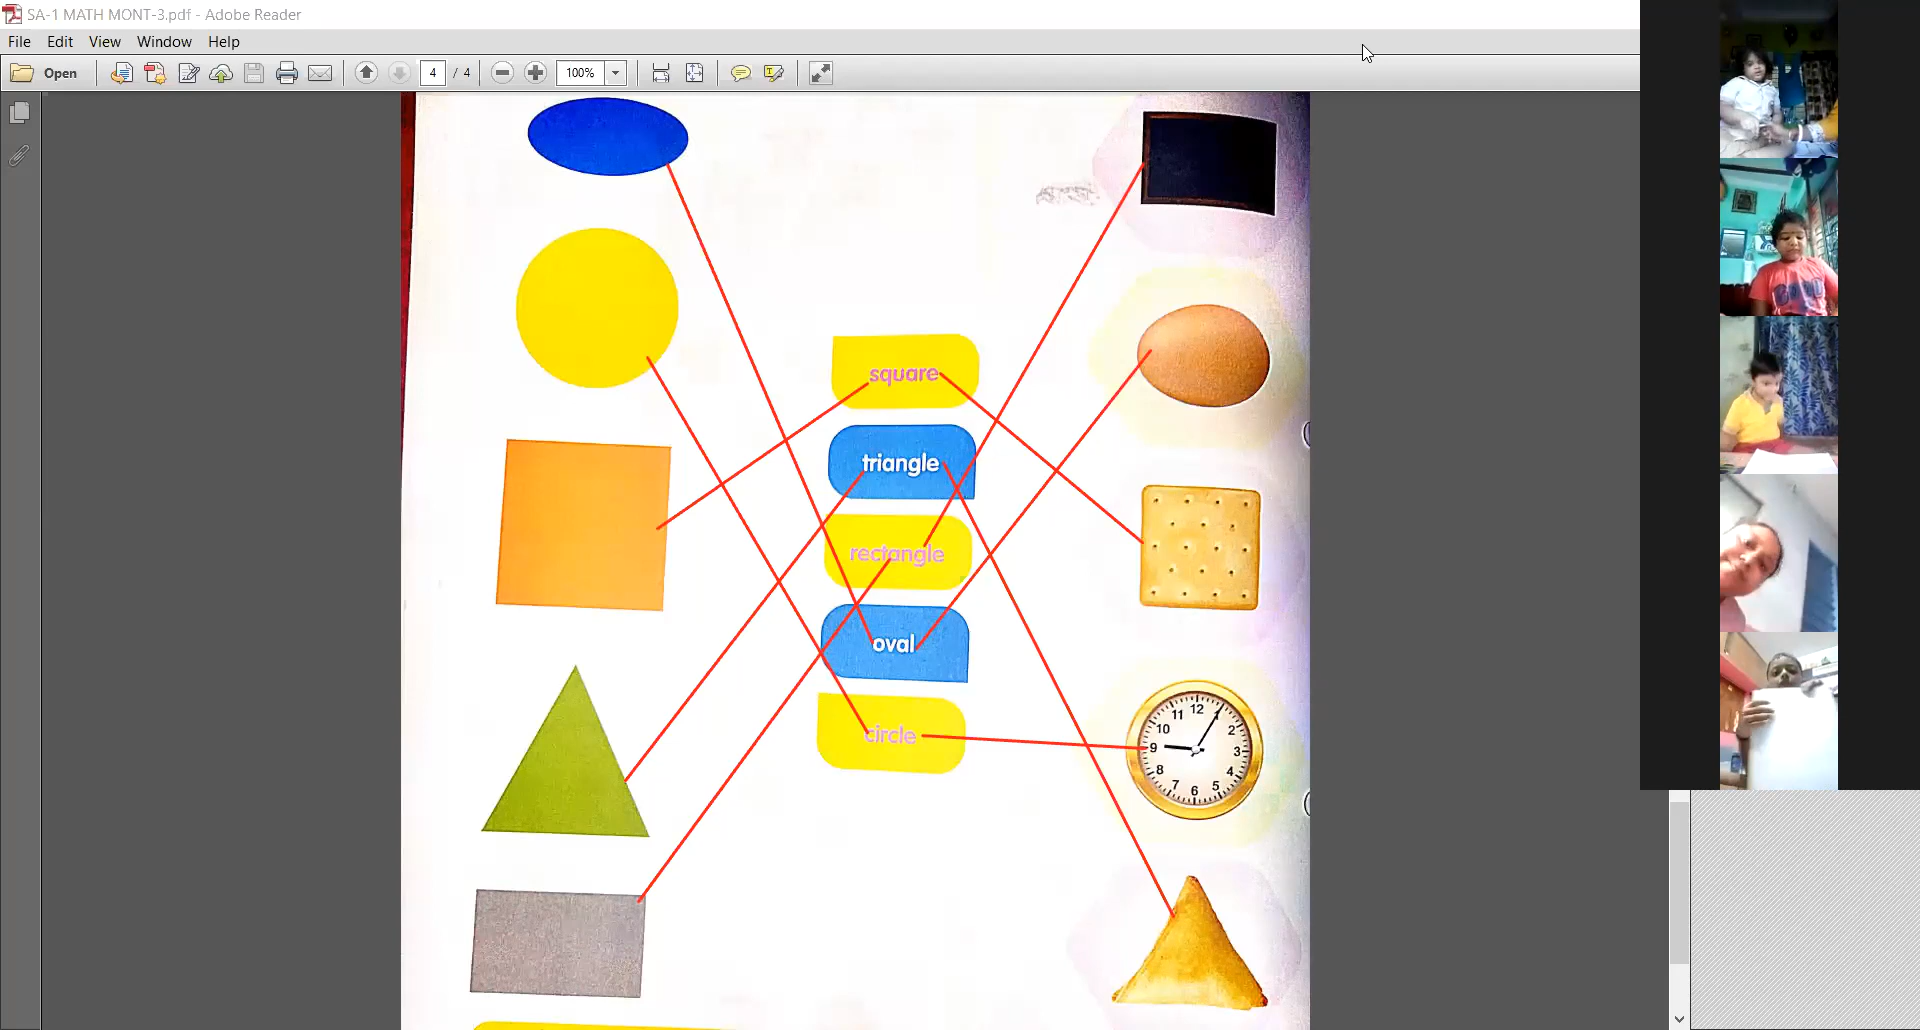 SA-1 MATH MONT-3.pdf - Adobe Reader
File Edit View Window Help
Open 4 / 4 100%
square
triangle
rectangle
oval
circle
12
11
10 2
9 3
8 4
7 6 5